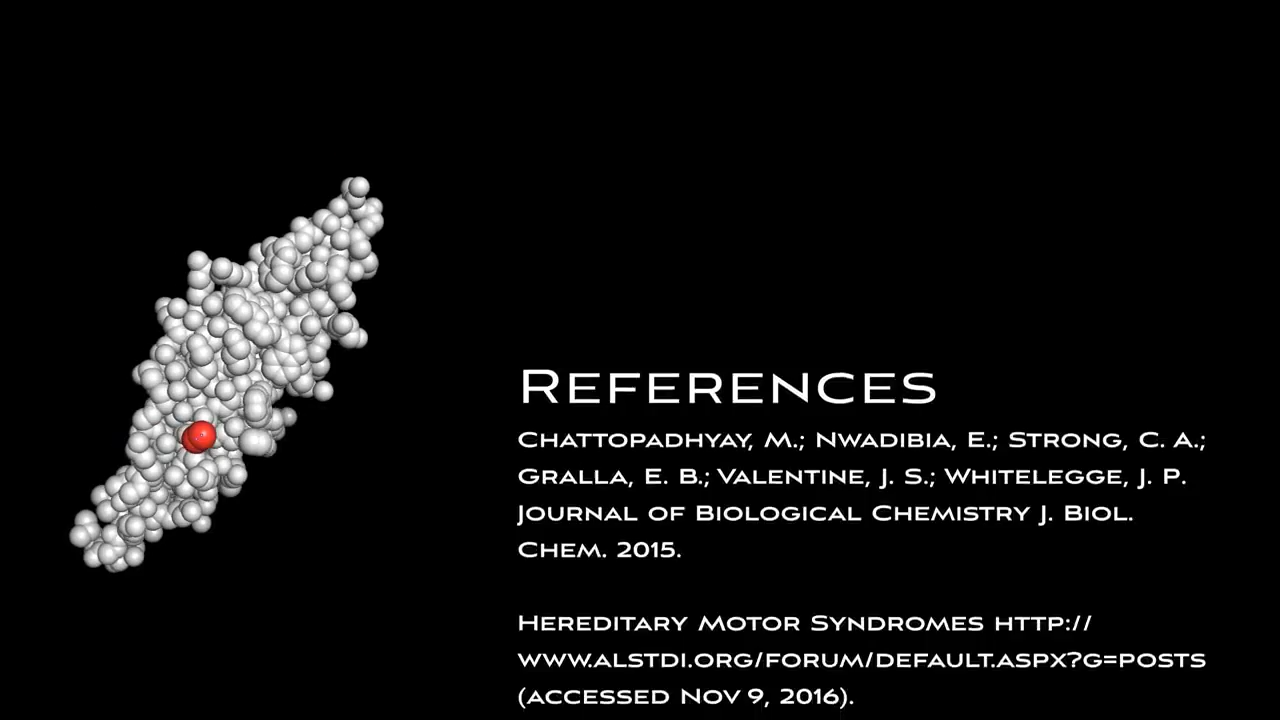 References
Chattopadhyay, M.; Nwadibia, E.; Strong, C. A.;
Gralla, E. B.; Valentine, J. S.; Whitelegge, J. P.
Journal of Biological Chemistry J. Biol.
Chem. 2015.
Hereditary Motor Syndromes http://
www.alstdi.org/forum/default.aspx?g=posts
(accessed Nov 9, 2016).